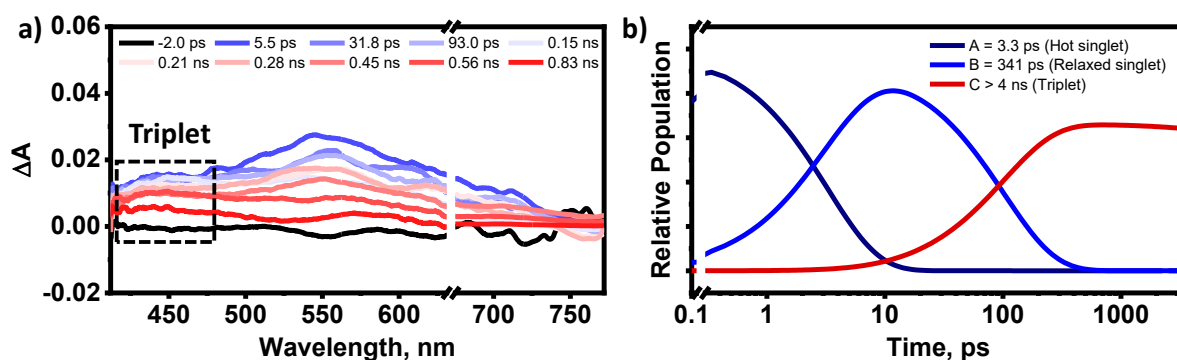 a)
-2.0 ps 5.5 ps 31.8 ps 93.0 ps 0.15 ns
0.21 ns 0.28 ns 0.45 ns 0.56 ns 0.83 ns
Triplet
ΔA
0.06
0.04
0.02
0.00
-0.02
450 500 550 600 700 750
Wavelength, nm
b)
A = 3.3 ps (Hot singlet)
B = 341 ps (Relaxed singlet)
C > 4 ns (Triplet)
Relative Population
0.1 1 10 100 1000
Time, ps